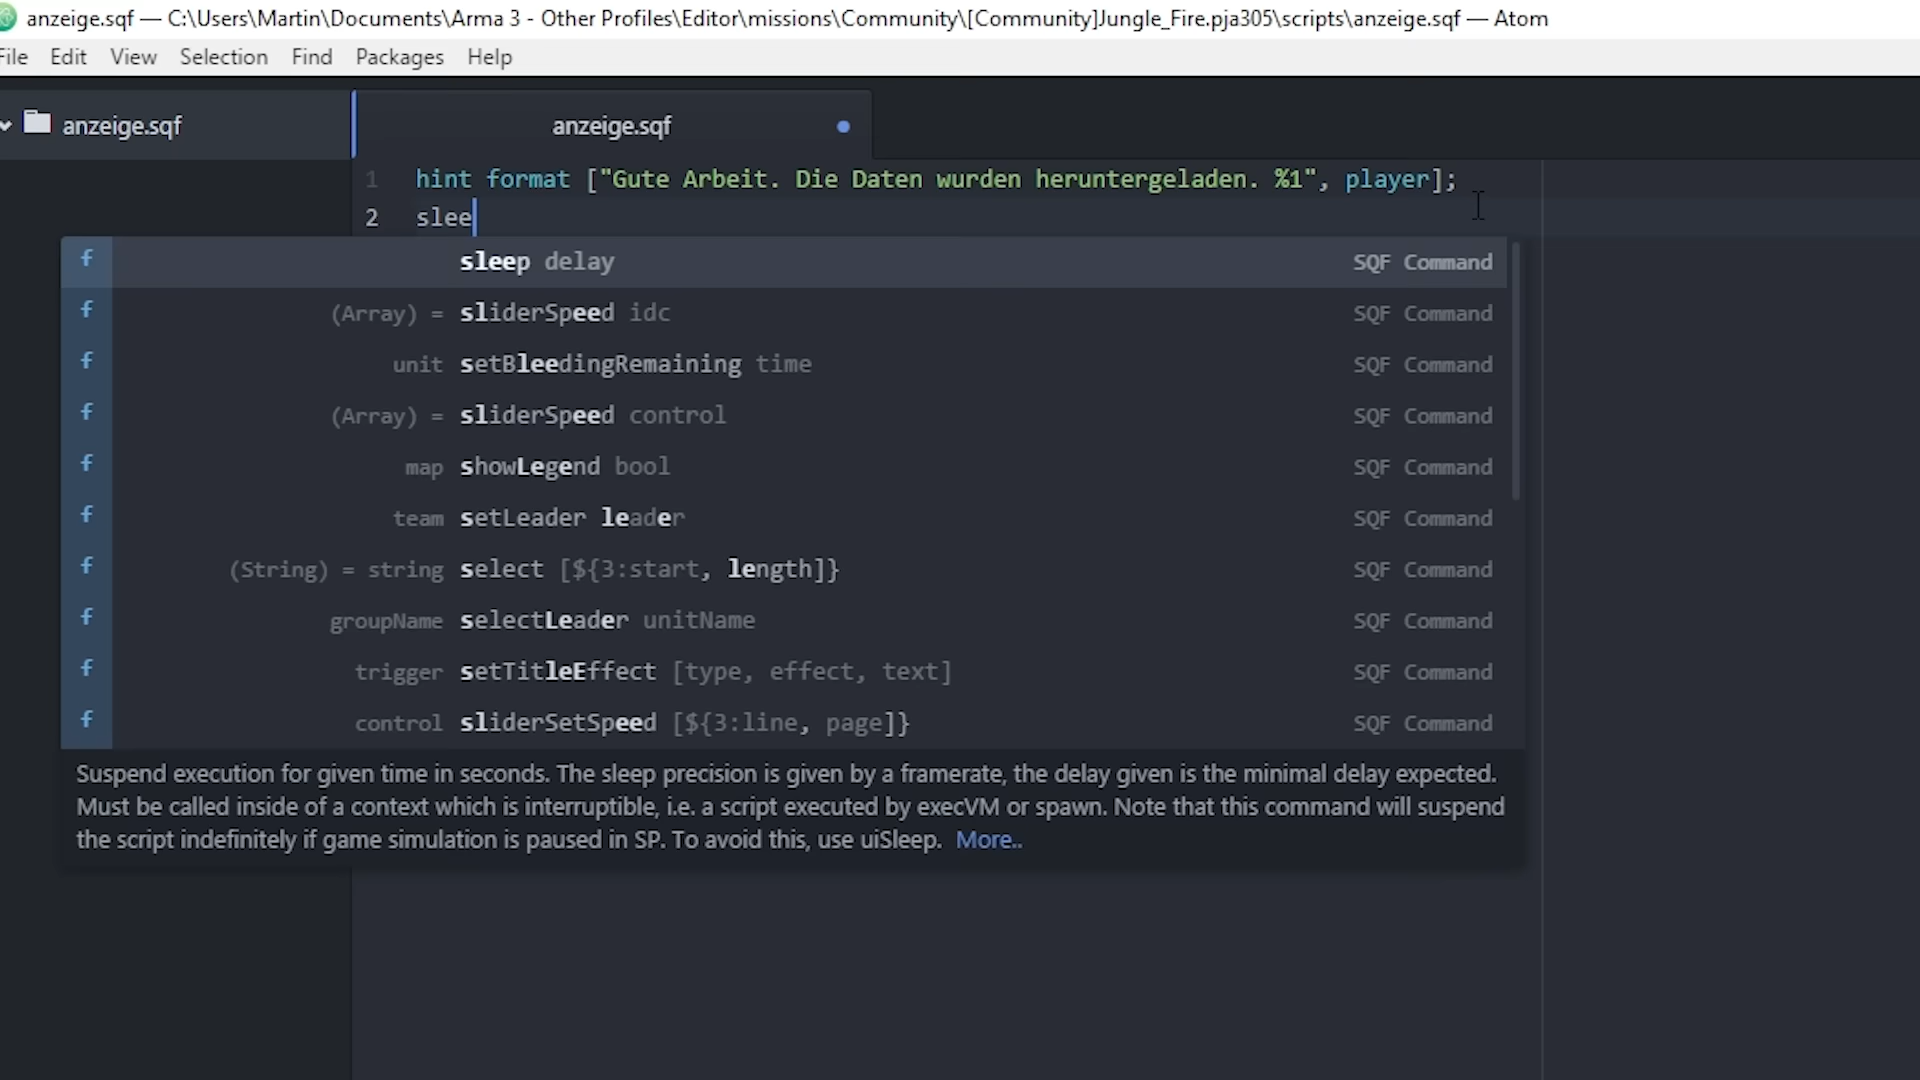 anzeige.sqf — C:\Users\Martin\Documents\Arma 3 - Other Profiles\Editor\missions\Community\[Community]Jungle_Fire.pja305\scripts\anzeige.sqf — Atom
File Edit View Selection Find Packages Help
anzeige.sqf
anzeige.sqf
1 hint format ["Gute Arbeit. Die Daten wurden heruntergeladen. %1", player];
2 slee
f sleep delay SQF Command
f (Array) = sliderSpeed idc SQF Command
f unit setBleedingRemaining time SQF Command
f (Array) = sliderSpeed control SQF Command
f map showLegend bool SQF Command
f team setLeader leader SQF Command
f (String) = string select [${3:start, length]} SQF Command
f groupName selectLeader unitName SQF Command
f trigger setTitleEffect [type, effect, text] SQF Command
f control sliderSetSpeed [${3:line, page]} SQF Command
Suspend execution for given time in seconds. The sleep precision is given by a framerate, the delay given is the minimal delay expected.
Must be called inside of a context which is interruptible, i.e. a script executed by execVM or spawn. Note that this command will suspend
the script indefinitely if game simulation is paused in SP. To avoid this, use uiSleep. More..